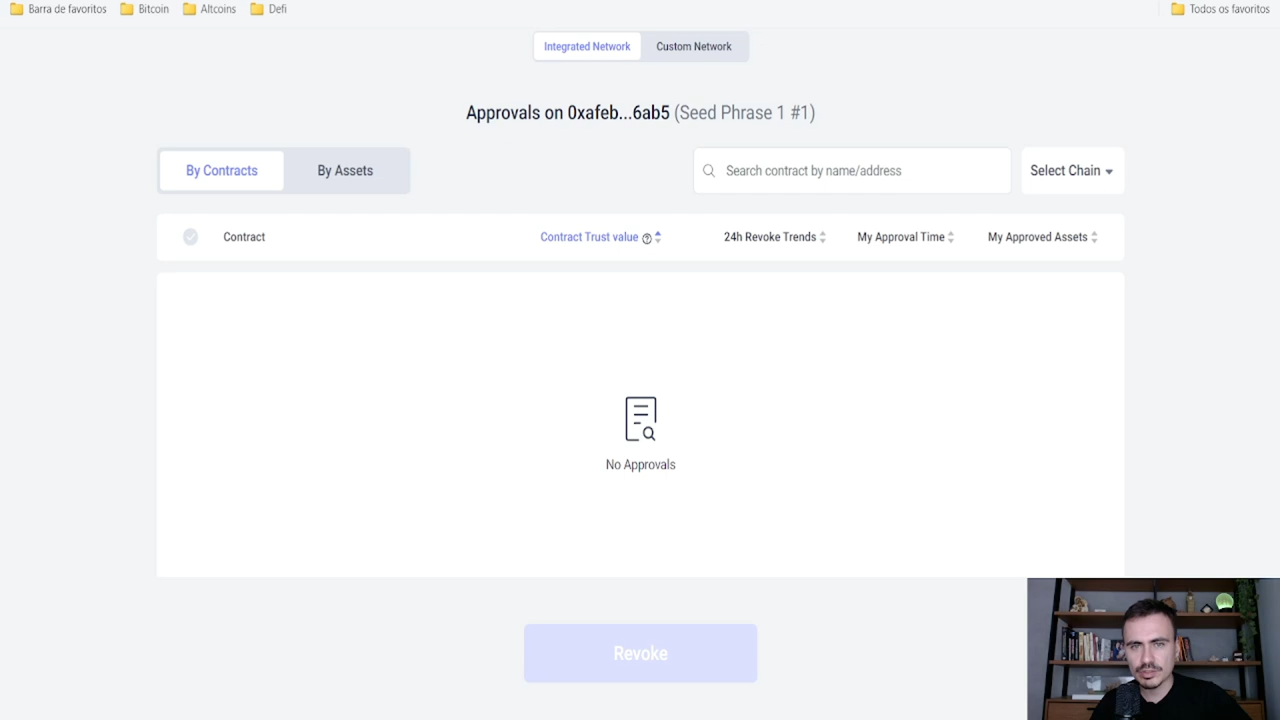 Barra de favoritos Bitcoin Altcoins Defi Todos os favoritos
Integrated Network Custom Network
Approvals on 0xafeb...6ab5 (Seed Phrase 1 #1)
By Contracts By Assets Search contract by name/address Select Chain
Contract Contract Trust value 24h Revoke Trends My Approval Time My Approved Assets
No Approvals
Revoke